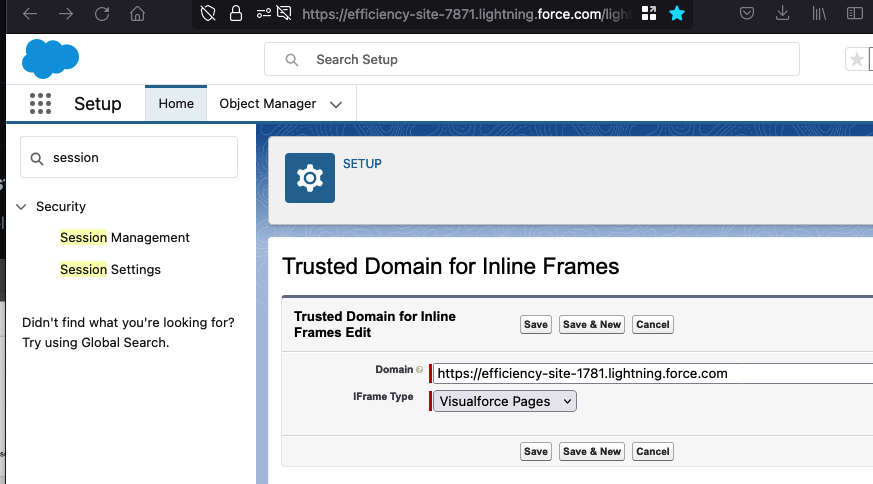 https://efficiency-site-7871.lightning.force.com/light
Search Setup
Setup
Home
Object Manager
session
SETUP
Security
Session Management
Session Settings
Didn't find what you're looking for?
Try using Global Search.
Trusted Domain for Inline Frames
Trusted Domain for Inline
Frames Edit
Save
Save & New
Cancel
Domain
https://efficiency-site-1781.lightning.force.com
IFrame Type
Visualforce Pages
Save
Save & New
Cancel